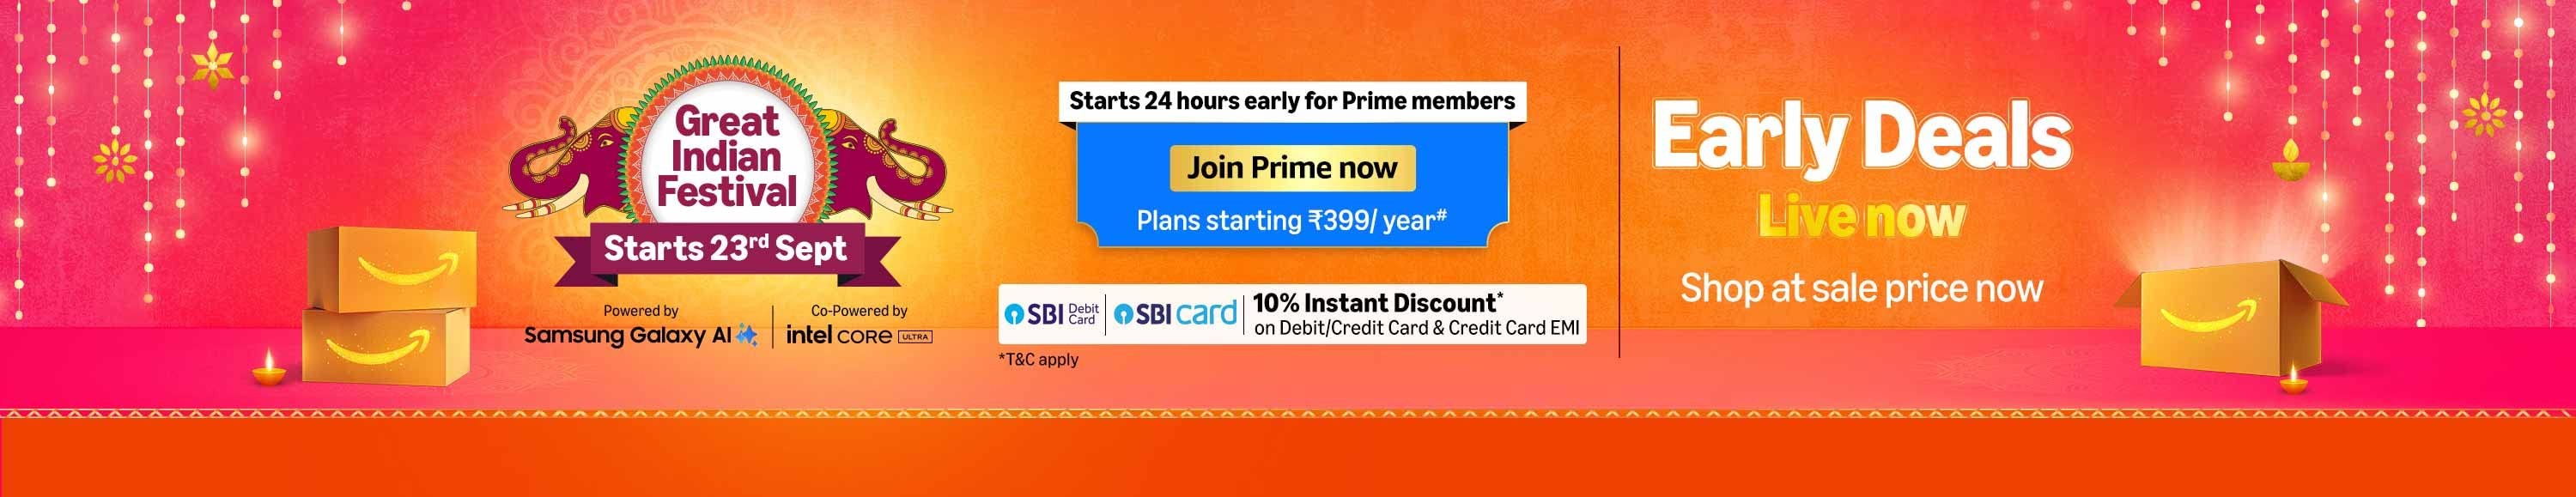 Great
Indian
Festival
Starts 23rd Sept
Powered by
Samsung Galaxy AI
Co-Powered by
intel CORE ULTRA
Starts 24 hours early for Prime members
Join Prime now
Plans starting ₹399/ year#
SBI Debit Card
SBI card
10% Instant Discount*
on Debit/Credit Card & Credit Card EMI
*T&C apply
Early Deals
Live now
Shop at sale price now